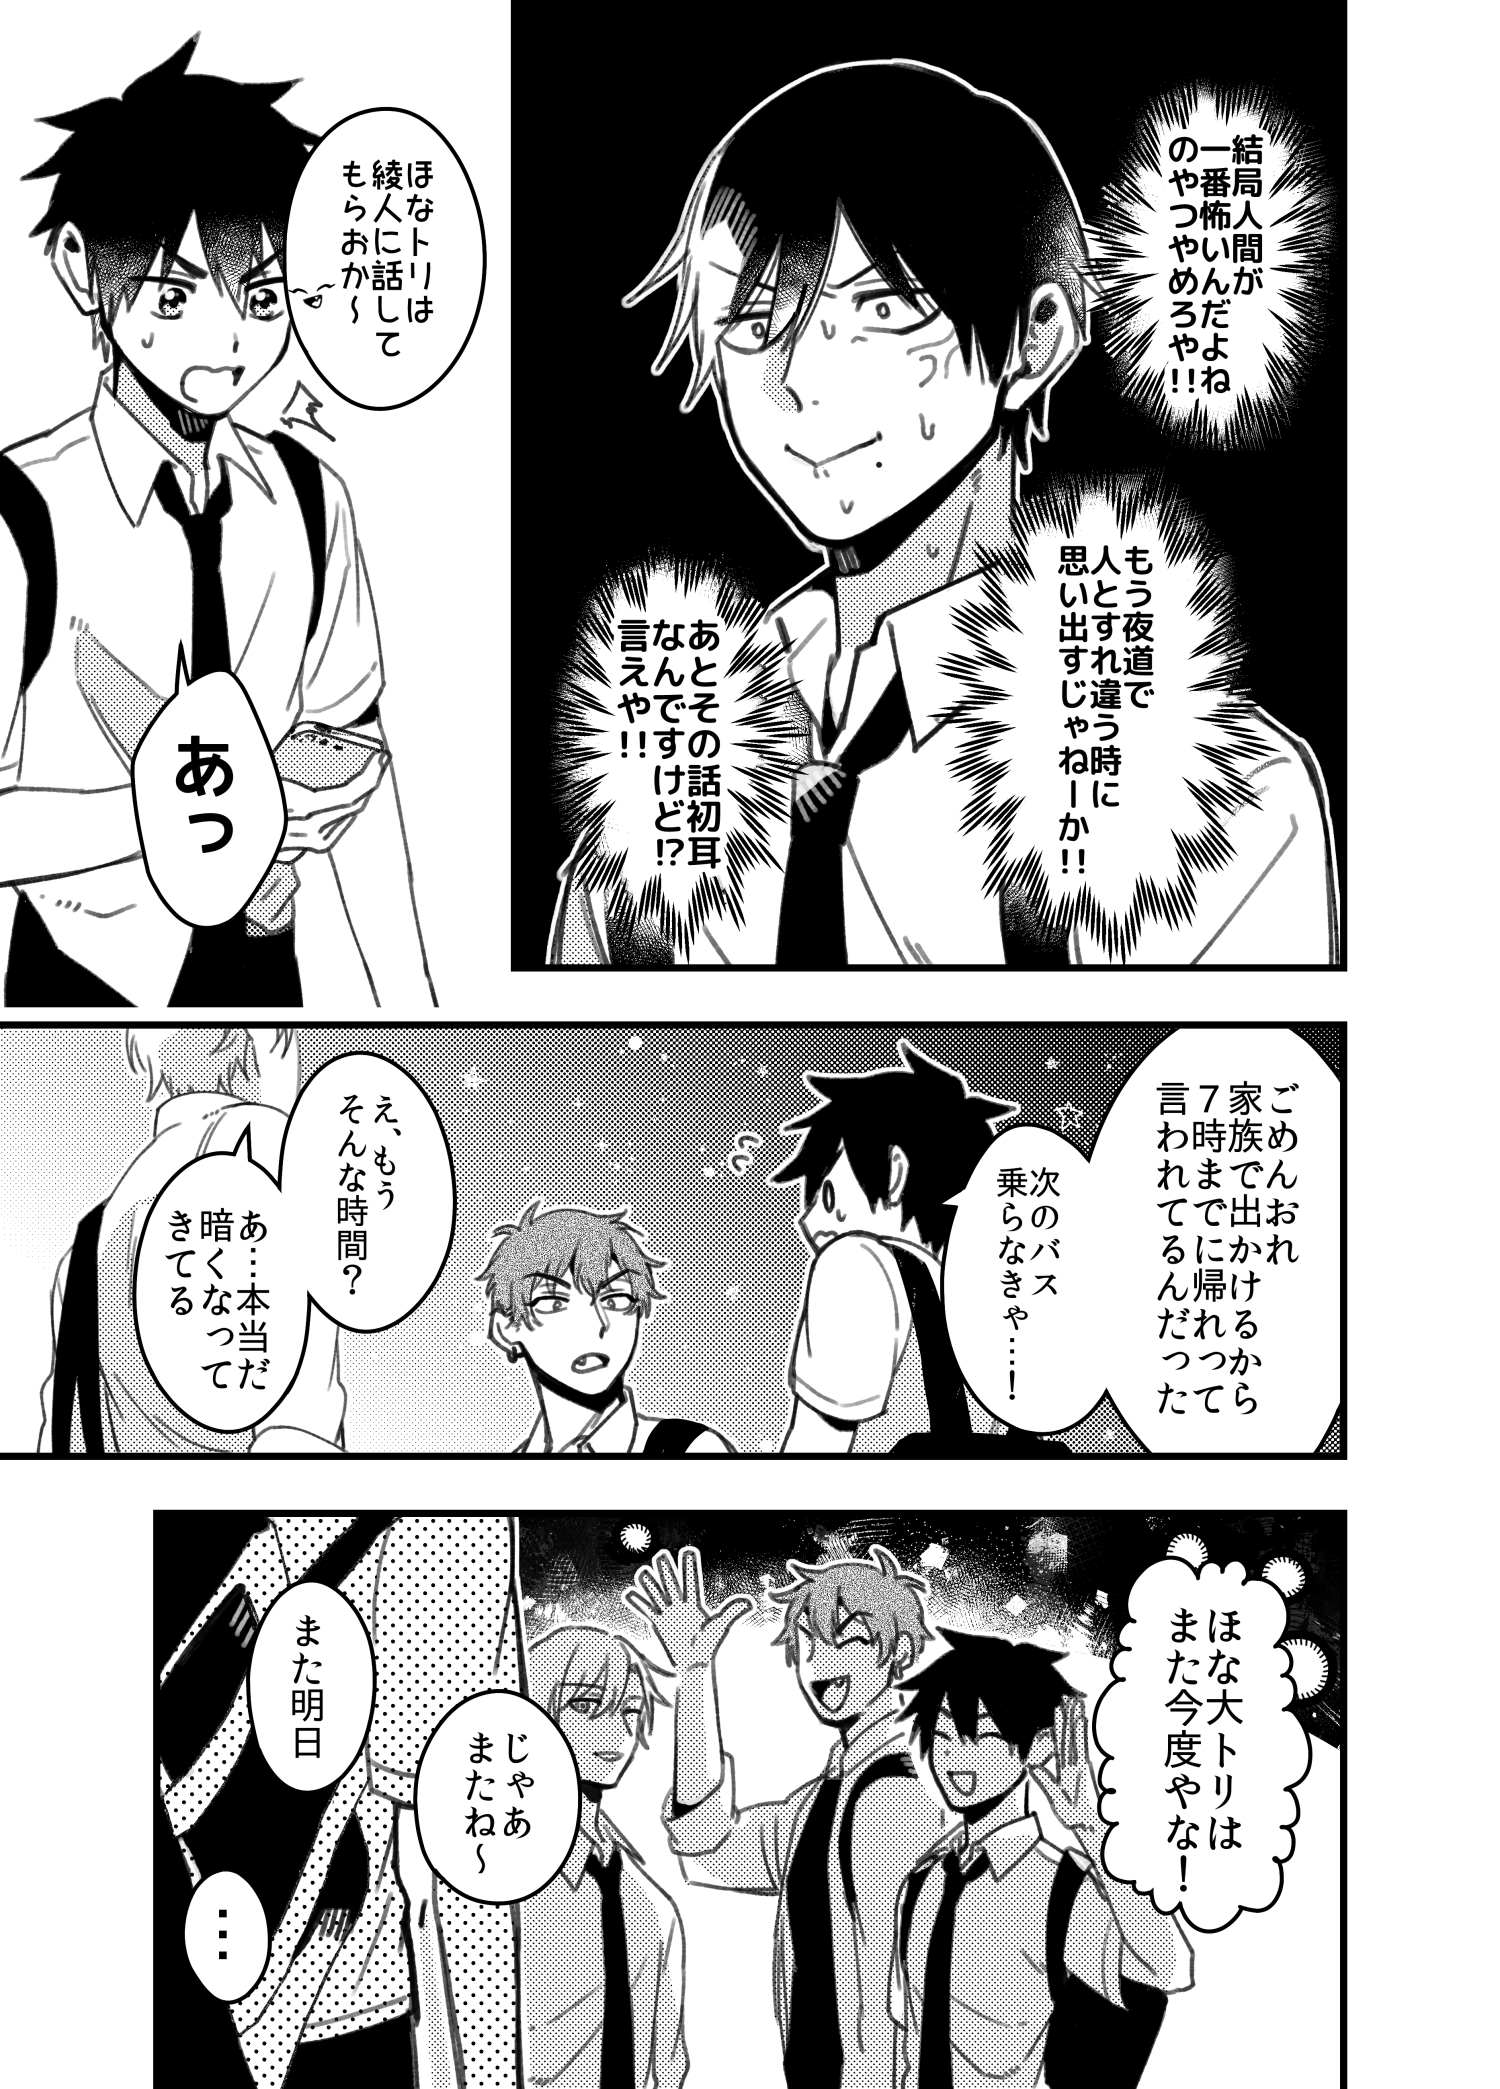 結局人間が
一番怖いんだよね
のやつやめろや!!
もう夜道で
人とすれ違う時に
思い出すじゃねーか!!
あとその話初耳
なんですけど!?
言えや!!
ほなトリは
綾人に話して
もらおか～
あっ
ごめんおれ
家族で出かけるから
7時までに帰れって
言われてるんだった
次のバス
乗らなきゃ…!
え、もう
そんな時間?
あ…本当だ
暗くなって
きてる
ほな大トリは
また今度やな!
じゃあ
またね～
また明日
…